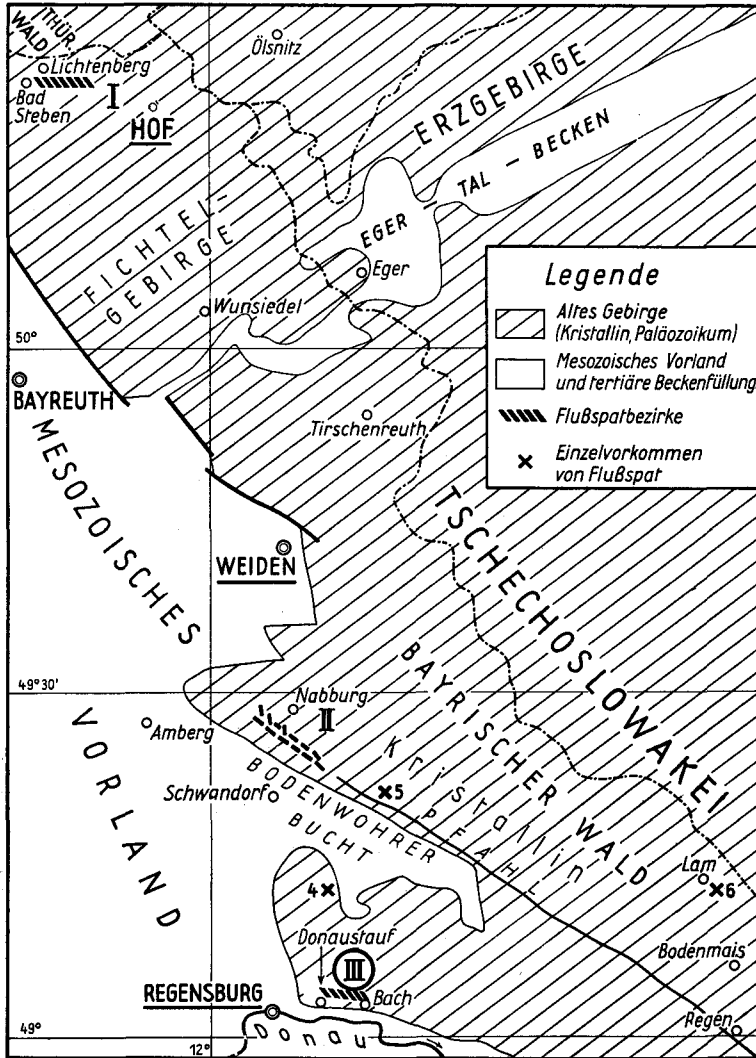 THÜR.
WALD
Lichtenberg
Bad
Steben
I
HOF
Ölsnitz
ERZGEBIRGE
EGER – TAL – BECKEN
FICHTEL-
GEBIRGE
Eger
Wunsiedel
Legende
Altes Gebirge
(Kristallin, Paläozoikum)
Mesozoisches Vorland
und tertiäre Beckenfüllung
Flußspatbezirke
Einzelvorkommen
von Flußspat
50°
BAYREUTH
Tirschenreuth
MESOZOISCHES
VORLAND
WEIDEN
TSCHECHOSLOWAKEI
49°30'
Nabburg
II
Amberg
BAYRISCHER WALD
Kristallin
PFAHL
Schwandorf
BODENWÖHRER
BUCHT
5
4
Lam
6
Bodenmais
Donaustauf
III
Bach
REGENSBURG
Regen
Donau
49°
12°